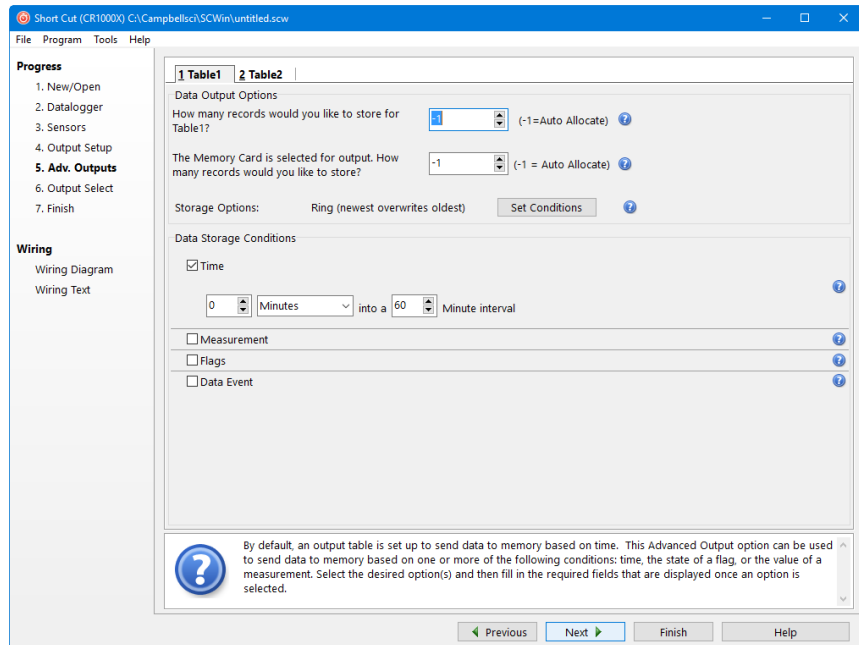 Short Cut (CR1000X) C:\Campbellsci\SCWin\untitled.scw
File Program Tools Help
Progress
1. New/Open
2. Datalogger
3. Sensors
4. Output Setup
5. Adv. Outputs
6. Output Select
7. Finish
Wiring
Wiring Diagram
Wiring Text
1 Table1 2 Table2
Data Output Options
How many records would you like to store for
Table1?
-1 (-1=Auto Allocate) ?
The Memory Card is selected for output. How
many records would you like to store?
-1 (-1 = Auto Allocate) ?
Storage Options: Ring (newest overwrites oldest) Set Conditions ?
Data Storage Conditions
Time
?
0 Minutes into a 60 Minute interval
Measurement ?
Flags ?
Data Event ?
?
By default, an output table is set up to send data to memory based on time. This Advanced Output option can be used
to send data to memory based on one or more of the following conditions: time, the state of a flag, or the value of a
measurement. Select the desired option(s) and then fill in the required fields that are displayed once an option is
selected.
Previous Next Finish Help